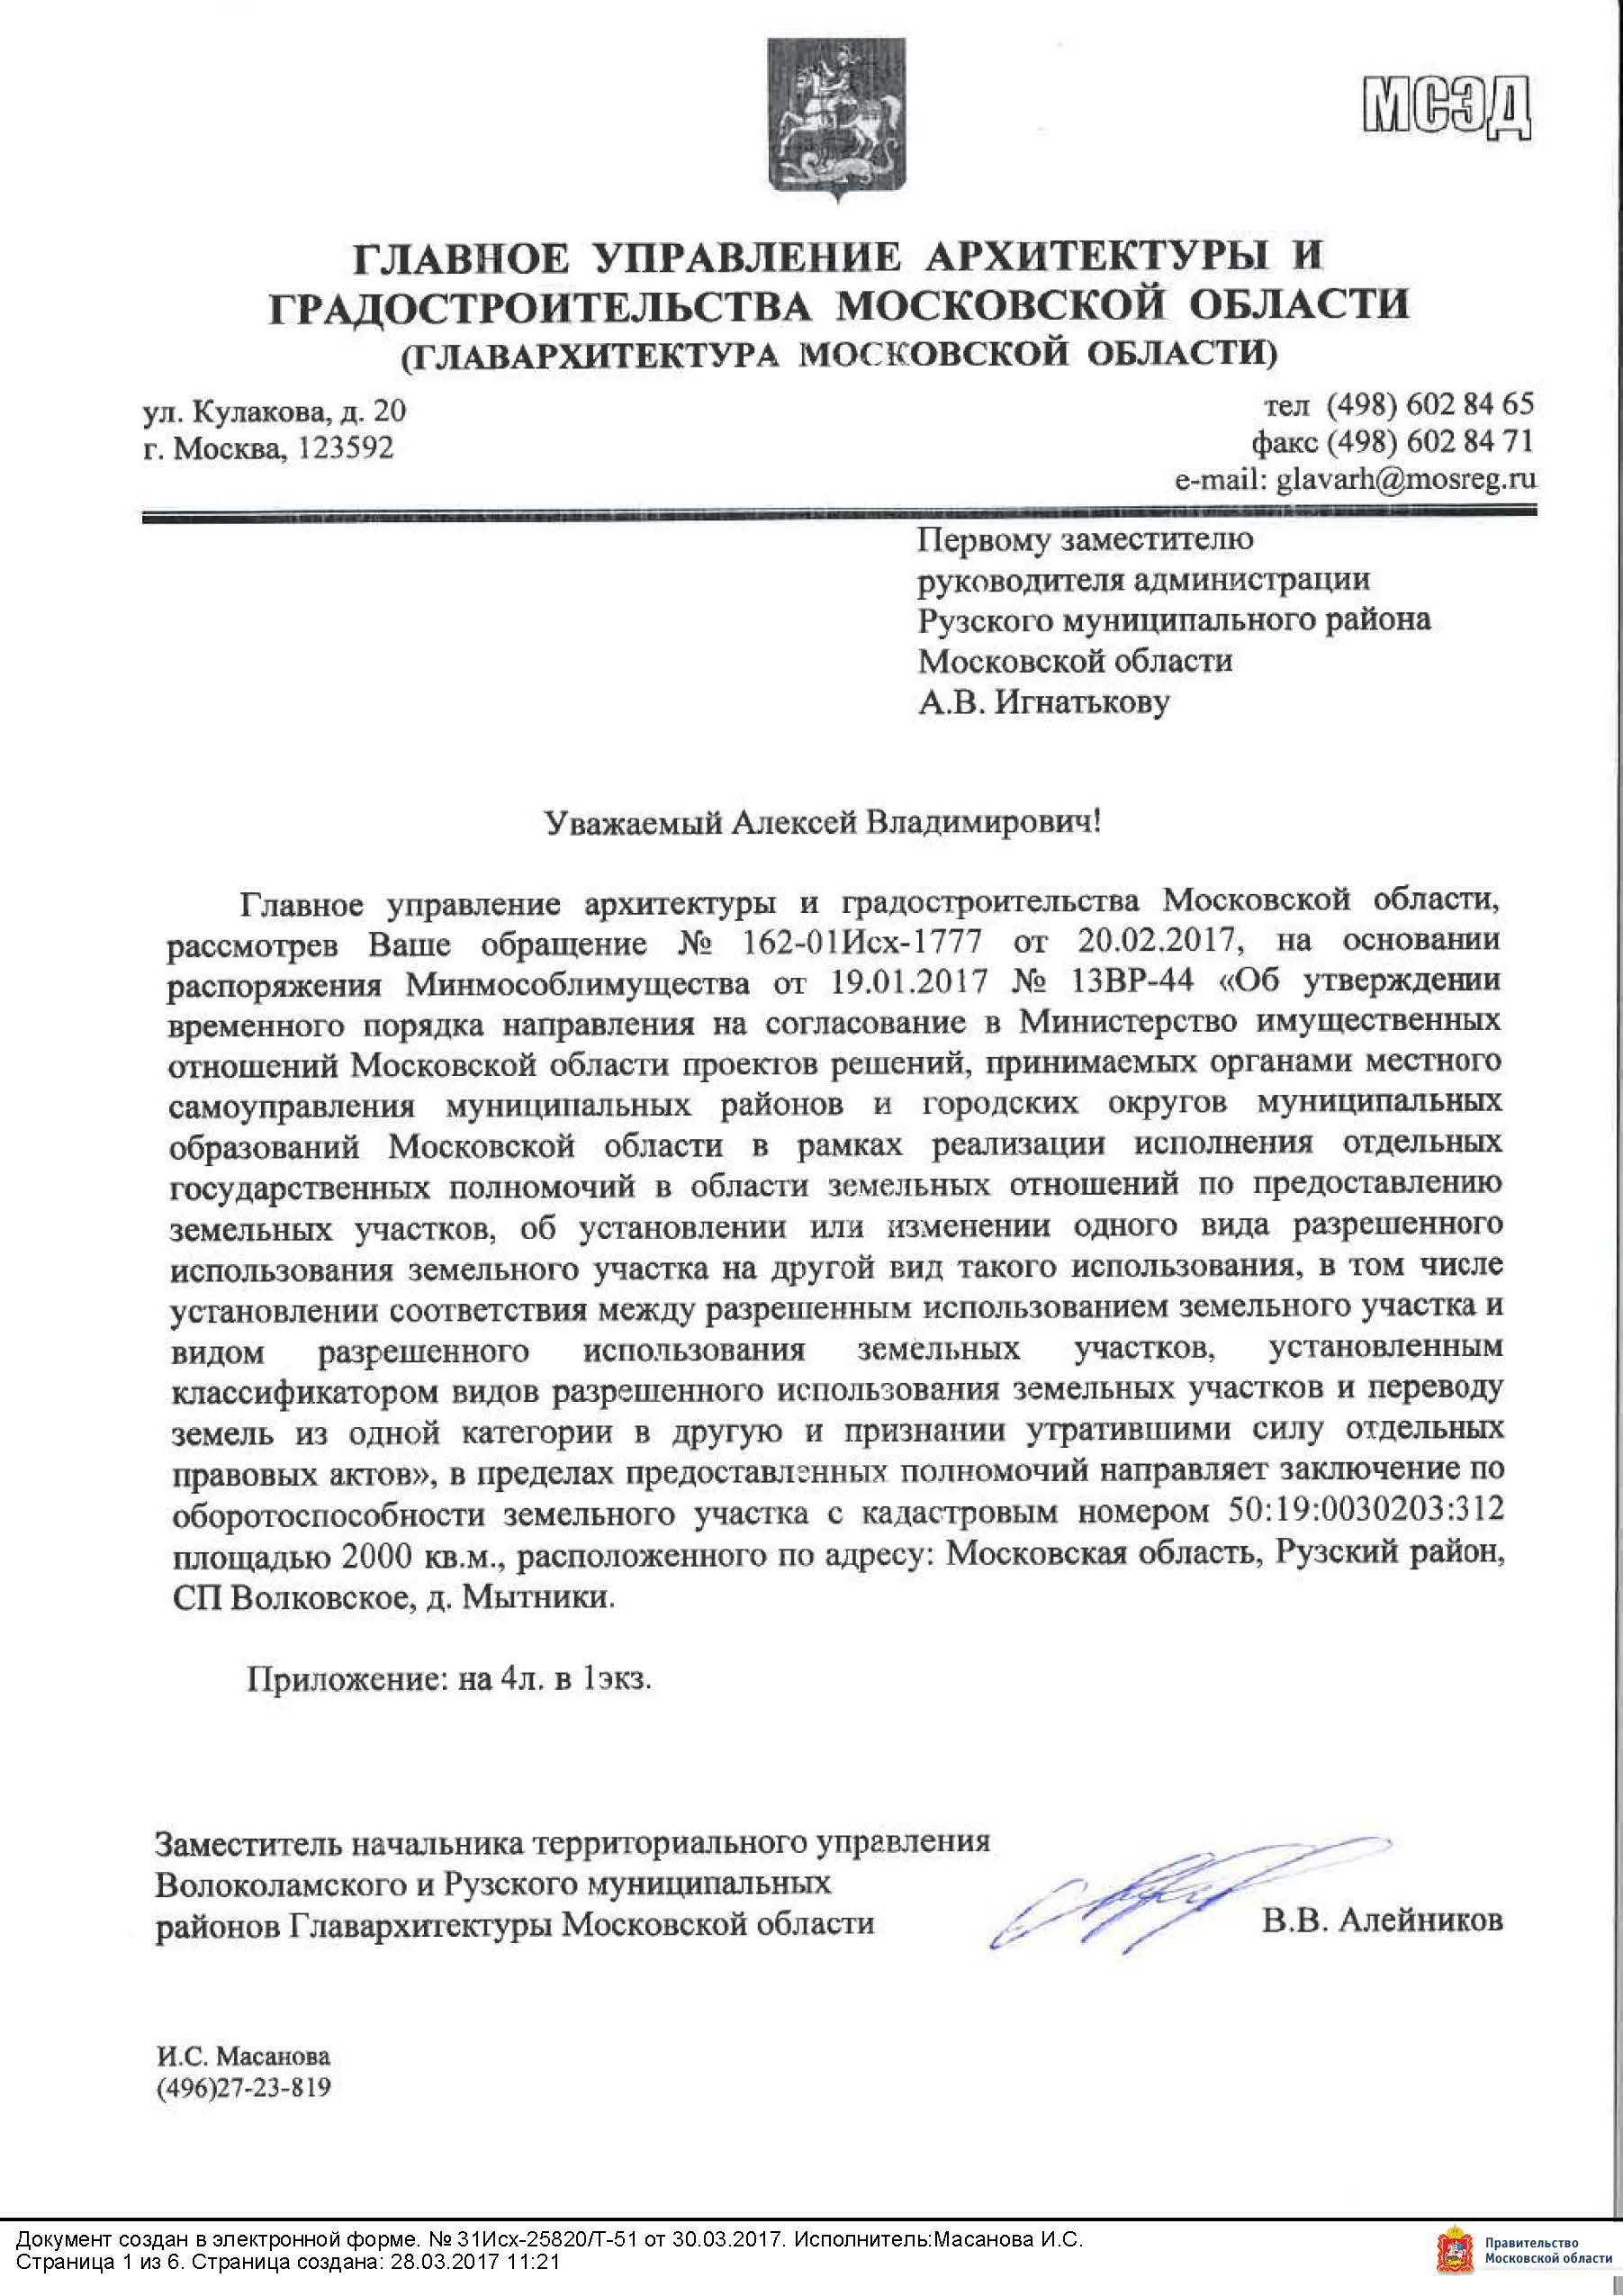 МСЭД
ГЛАВНОЕ УПРАВЛЕНИЕ АРХИТЕКТУРЫ И
ГРАДОСТРОИТЕЛЬСТВА МОСКОВСКОЙ ОБЛАСТИ
(ГЛАВАРХИТЕКТУРА МОСКОВСКОЙ ОБЛАСТИ)
ул. Кулакова, д. 20
г. Москва, 123592
тел (498) 602 84 65
факс (498) 602 84 71
e-mail: glavarh@mosreg.ru
Первому заместителю
руководителя администрации
Рузского муниципального района
Московской области
А.В. Игнатькову
Уважаемый Алексей Владимирович!
Главное управление архитектуры и градостроительства Московской области,
рассмотрев Ваше обращение № 162-01Исх-1777 от 20.02.2017, на основании
распоряжения Минмособлимущества от 19.01.2017 № 13ВР-44 «Об утверждении
временного порядка направления на согласование в Министерство имущественных
отношений Московской области проектов решений, принимаемых органами местного
самоуправления муниципальных районов и городских округов муниципальных
образований Московской области в рамках реализации исполнения отдельных
государственных полномочий в области земельных отношений по предоставлению
земельных участков, об установлении или изменении одного вида разрешенного
использования земельного участка на другой вид такого использования, в том числе
установлении соответствия между разрешенным использованием земельного участка и
видом разрешенного использования земельных участков, установленным
классификатором видов разрешенного использования земельных участков и переводу
земель из одной категории в другую и признании утратившими силу отдельных
правовых актов», в пределах предоставленных полномочий направляет заключение по
оборотоспособности земельного участка с кадастровым номером 50:19:0030203:312
площадью 2000 кв.м., расположенного по адресу: Московская область, Рузский район,
СП Волковское, д. Мытники.
Приложение: на 4л. в 1экз.
Заместитель начальника территориального управления
Волоколамского и Рузского муниципальных
районов Главархитектуры Московской области
В.В. Алейников
И.С. Масанова
(496)27-23-819
Документ создан в электронной форме. № 31Исх-25820/Т-51 от 30.03.2017. Исполнитель:Масанова И.С.
Страница 1 из 6. Страница создана: 28.03.2017 11:21
Правительство
Московской области